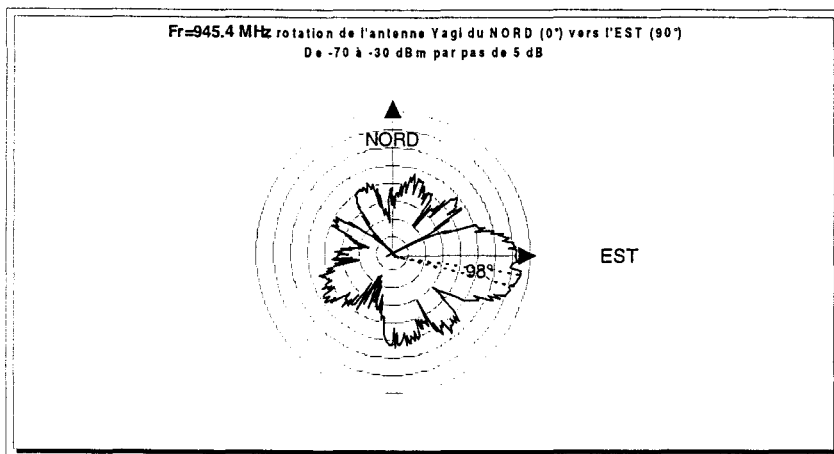 Fr=945.4 MHz rotation de l'antenne Yagi du NORD (0°) vers l'EST (90°)
De -70 à -30 dBm par pas de 5 dB
NORD
EST
98°